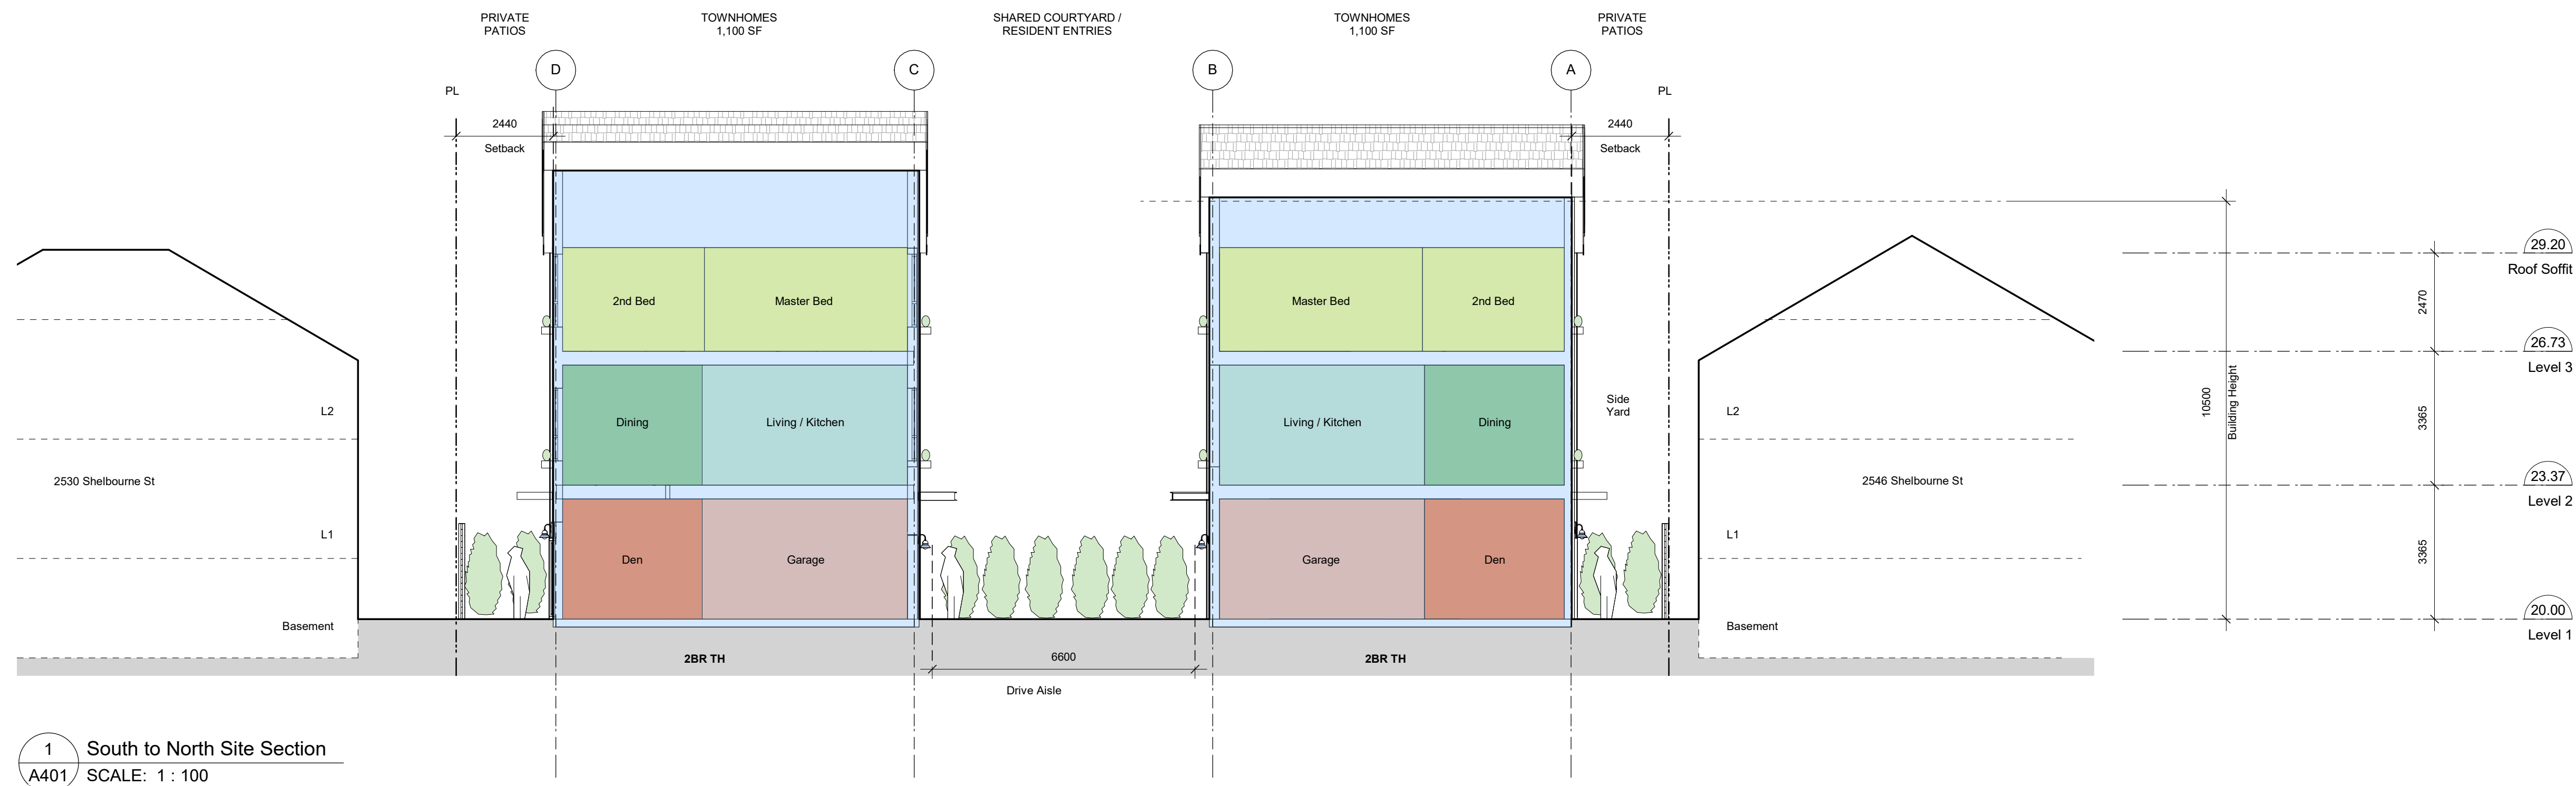 PRIVATE
PATIOS
TOWNHOMES
1,100 SF
SHARED COURTYARD /
RESIDENT ENTRIES
TOWNHOMES
1,100 SF
PRIVATE
PATIOS
D
C
B
A
PL
PL
2440
Setback
2440
Setback
29.20
Roof Soffit
2nd Bed
Master Bed
Master Bed
2nd Bed
2470
26.73
Level 3
L2
Dining
Living / Kitchen
Living / Kitchen
Dining
Side
Yard
L2
10500
Building Height
3365
2530 Shelbourne St
2546 Shelbourne St
23.37
Level 2
L1
Den
Garage
Garage
Den
L1
3365
20.00
Level 1
Basement
Basement
2BR TH
6600
2BR TH
Drive Aisle
1
South to North Site Section
A401
SCALE: 1 : 100